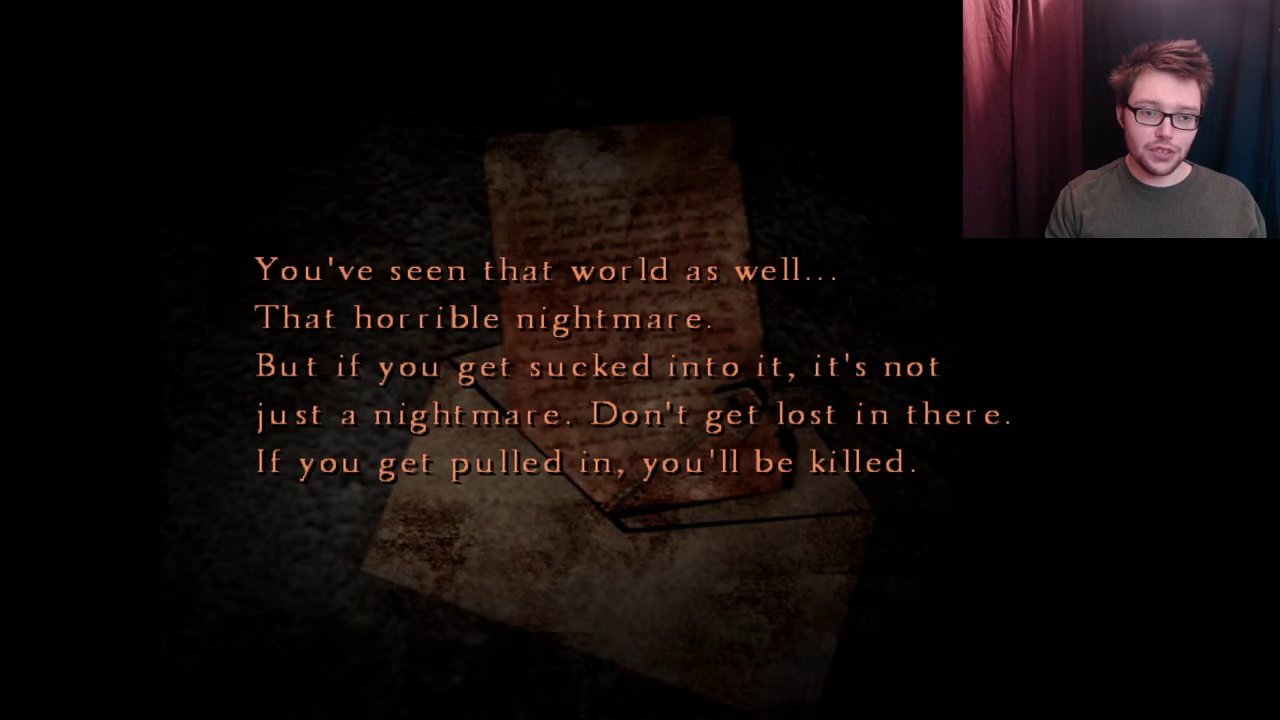 You've seen that world as well...
That horrible nightmare.
But if you get sucked into it, it's not
just a nightmare. Don't get lost in there.
If you get pulled in, you'll be killed.